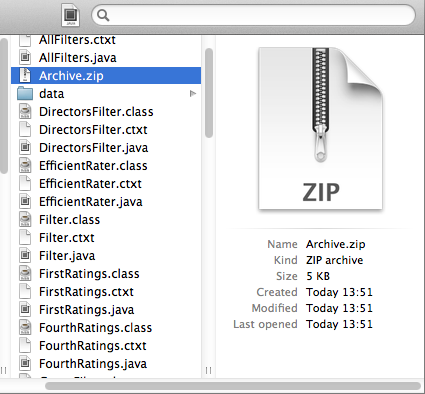 AllFilters.ctxt
AllFilters.java
Archive.zip
data
DirectorsFilter.class
DirectorsFilter.ctxt
DirectorsFilter.java
EfficientRater.class
EfficientRater.ctxt
EfficientRater.java
Filter.class
Filter.ctxt
Filter.java
FirstRatings.class
FirstRatings.ctxt
FirstRatings.java
FourthRatings.class
FourthRatings.ctxt
FourthRatings.java
ZIP
Name Archive.zip
Kind ZIP archive
Size 5 KB
Created Today 13:51
Modified Today 13:51
Last opened Today 13:51